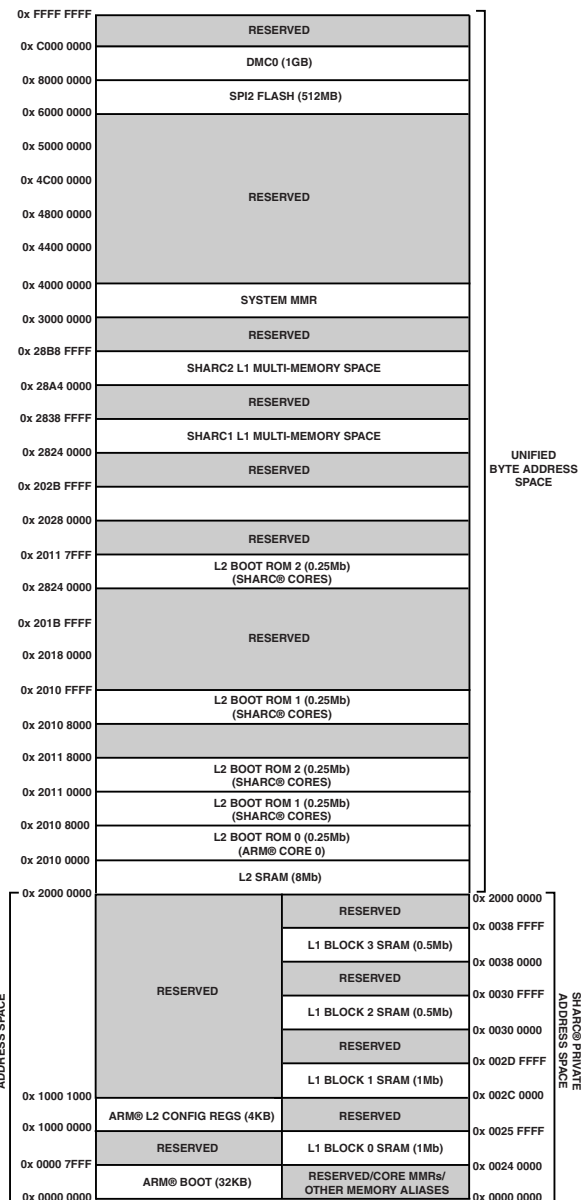 0x FFFF FFFF
RESERVED
0x C000 0000
DMC0 (1GB)
0x 8000 0000
SPI2 FLASH (512MB)
0x 6000 0000
0x 5000 0000
0x 4C00 0000
RESERVED
0x 4800 0000
0x 4400 0000
0x 4000 0000
SYSTEM MMR
0x 3000 0000
RESERVED
0x 28B8 FFFF
SHARC2 L1 MULTI-MEMORY SPACE
0x 28A4 0000
RESERVED
0x 2838 FFFF
SHARC1 L1 MULTI-MEMORY SPACE
0x 2824 0000
RESERVED
0x 202B FFFF
0x 2028 0000
RESERVED
0x 2011 7FFF
L2 BOOT ROM 2 (0.25Mb)
(SHARC® CORES)
0x 2824 0000
0x 201B FFFF
RESERVED
0x 2018 0000
0x 2010 FFFF
L2 BOOT ROM 1 (0.25Mb)
(SHARC® CORES)
0x 2010 8000
0x 2011 8000
L2 BOOT ROM 2 (0.25Mb)
(SHARC® CORES)
0x 2011 0000
L2 BOOT ROM 1 (0.25Mb)
(SHARC® CORES)
0x 2010 8000
L2 BOOT ROM 0 (0.25Mb)
(ARM® CORE 0)
0x 2010 0000
L2 SRAM (8Mb)
0x 2000 0000
UNIFIED
BYTE ADDRESS
SPACE
ADDRESS SPACE
RESERVED
0x 1000 1000
ARM® L2 CONFIG REGS (4KB)
0x 1000 0000
RESERVED
0x 0000 7FFF
ARM® BOOT (32KB)
0x 0000 0000
0x 2000 0000
RESERVED
0x 0038 FFFF
L1 BLOCK 3 SRAM (0.5Mb)
0x 0038 0000
RESERVED
0x 0030 FFFF
L1 BLOCK 2 SRAM (0.5Mb)
0x 0030 0000
RESERVED
0x 002D FFFF
L1 BLOCK 1 SRAM (1Mb)
0x 002C 0000
RESERVED
0x 0025 FFFF
L1 BLOCK 0 SRAM (1Mb)
0x 0024 0000
RESERVED/CORE MMRs/
OTHER MEMORY ALIASES
0x 0000 0000
SHARC® PRIVATE
ADDRESS SPACE